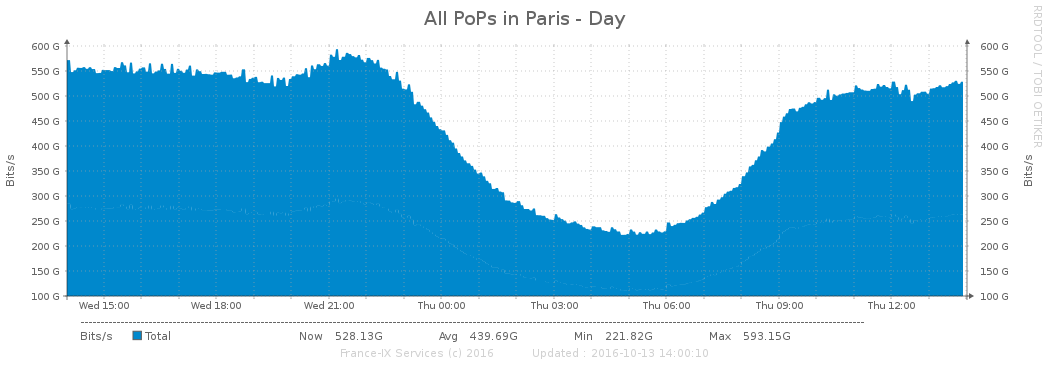 All PoPs in Paris - Day
RRDTOOL / TOBI OETIKER
600 G 600 G
550 G 550 G
500 G 500 G
450 G 450 G
400 G 400 G
350 G 350 G
300 G 300 G
250 G 250 G
200 G 200 G
150 G 150 G
100 G 100 G
Bits/s
Bits/s
Wed 15:00 Wed 18:00 Wed 21:00 Thu 00:00 Thu 03:00 Thu 06:00 Thu 09:00 Thu 12:00
Bits/s Total Now 528.13G Avg 439.69G Min 221.82G Max 593.15G
France-IX Services (c) 2016 Updated : 2016-10-13 14:00:10